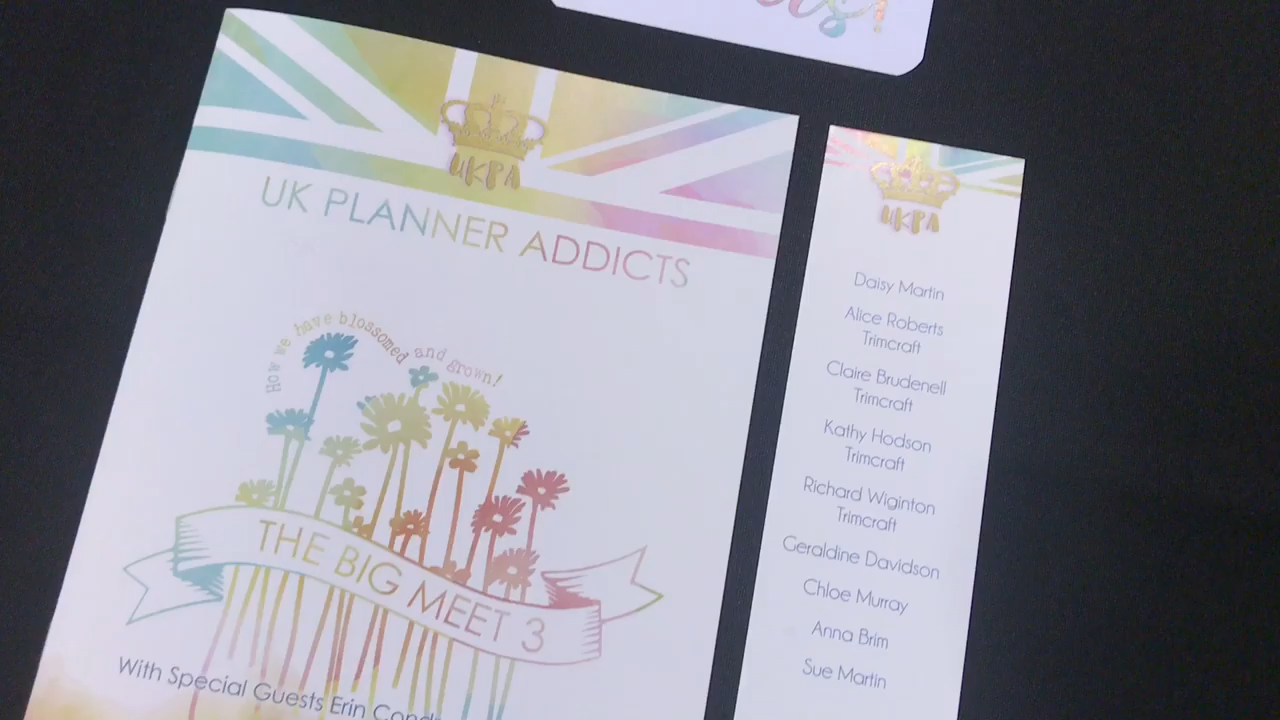 UKPA
UK PLANNER ADDICTS
How we have blossomed and grown!
THE BIG MEET 3
With Special Guests Erin
UKPA
Daisy Martin
Alice Roberts
Trimcraft
Claire Brudenell
Trimcraft
Kathy Hodson
Trimcraft
Richard Wiginton
Trimcraft
Geraldine Davidson
Chloe Murray
Anna Brim
Sue Martin